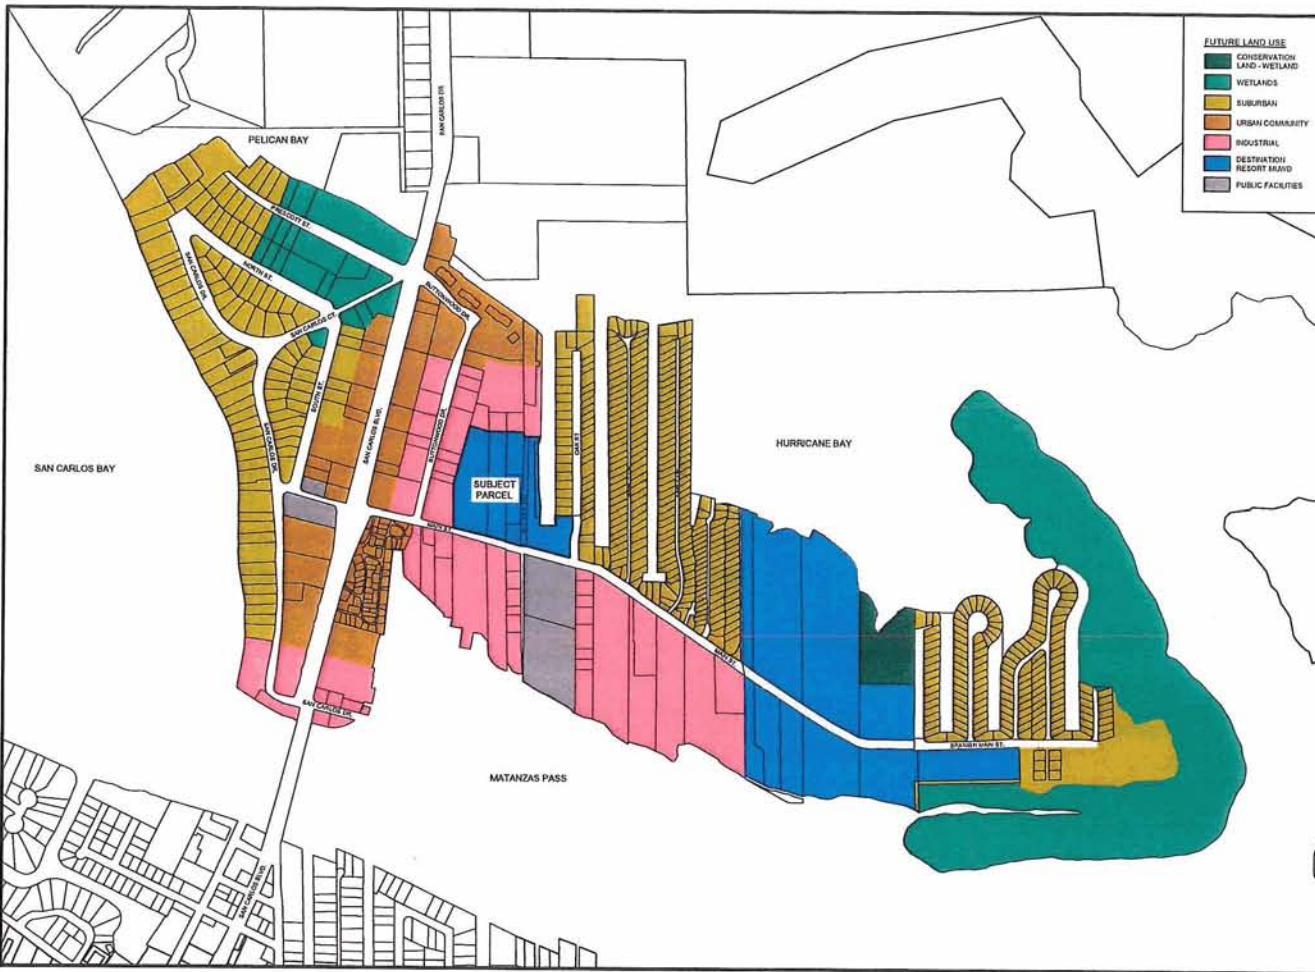 FUTURE LAND USE
CONSERVATION
LAND - WETLAND
WETLANDS
SUBURBAN
URBAN COMMUNITY
INDUSTRIAL
DESTINATION
RESORT MUWD
PUBLIC FACILITIES
SAN CARLOS DR.
PELICAN BAY
PRESCOTT ST.
NORTH ST.
SAN CARLOS DR.
BUTTONWOOD DR.
SAN CARLOS CT.
SOUTH ST.
SAN CARLOS BLVD.
BUTTONWOOD DR.
OAK ST.
SAN CARLOS DR.
HURRICANE BAY
SAN CARLOS BAY
SUBJECT
PARCEL
MAIN ST.
MAIN ST.
SAN CARLOS DR.
SPANISH MAIN ST.
MATANZAS PASS
SAN CARLOS BLVD.